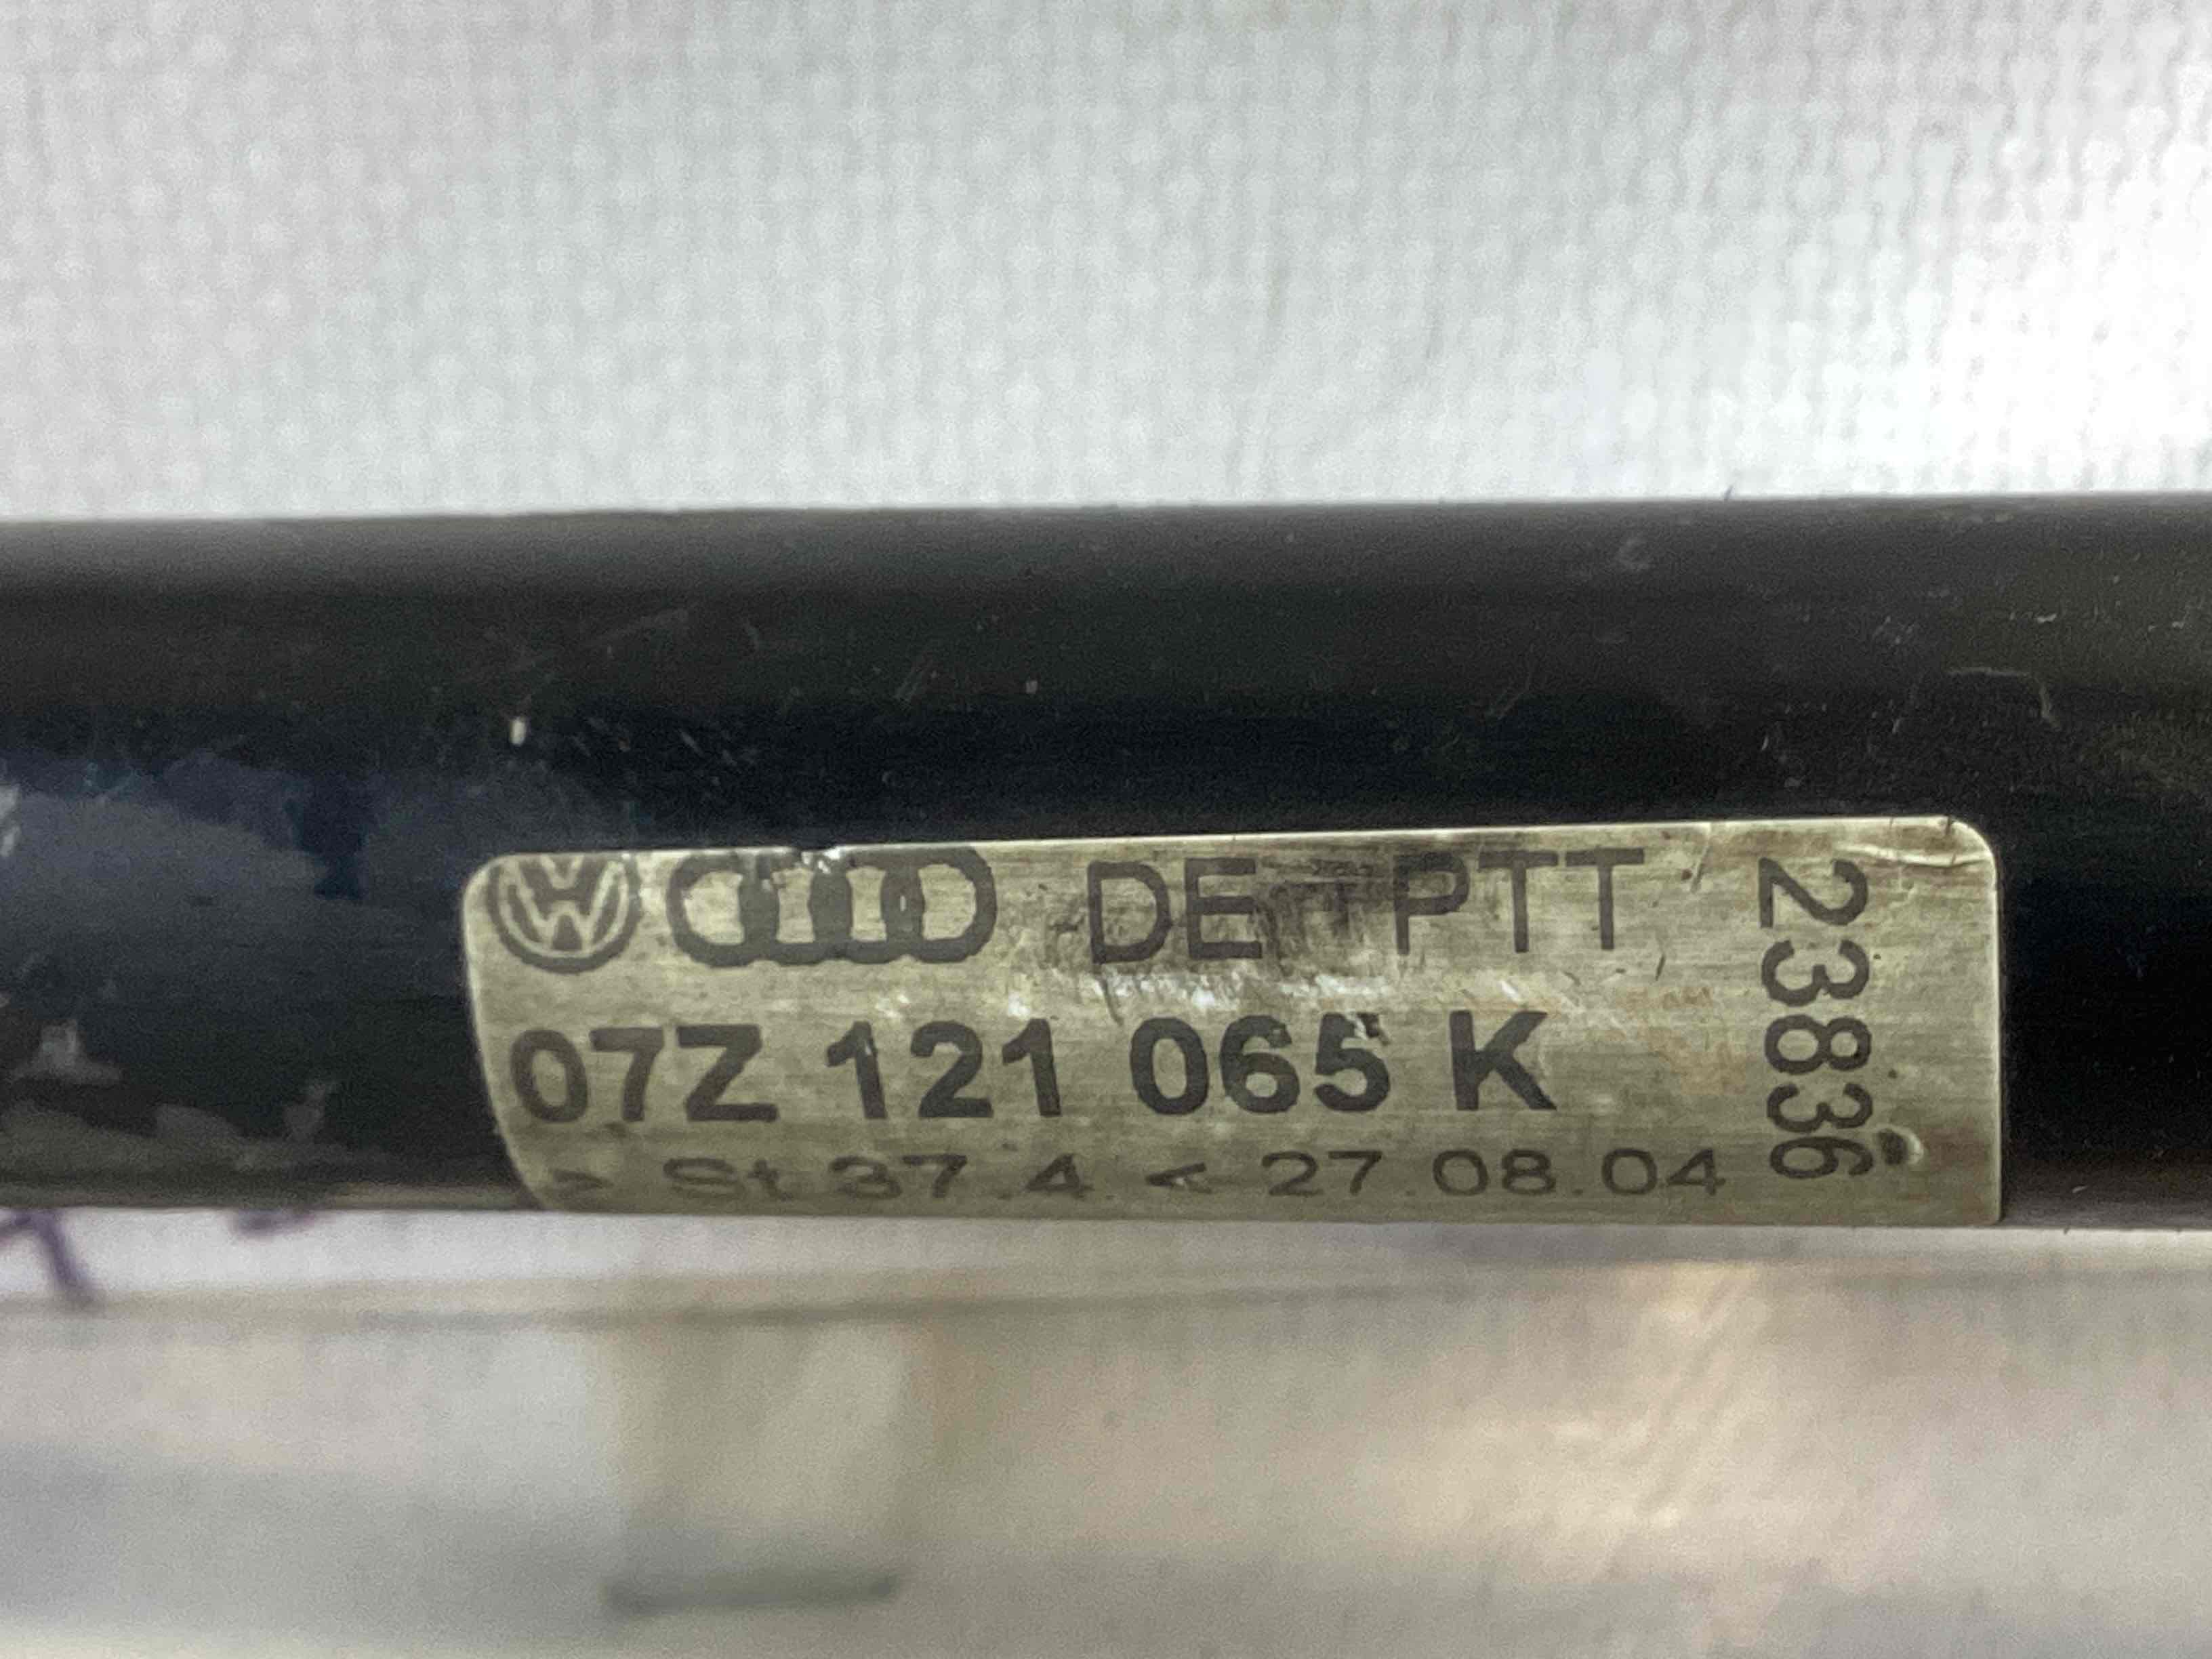 DE PTT
07Z 121 065 K
> St 37.4 < 27.08.04
23836